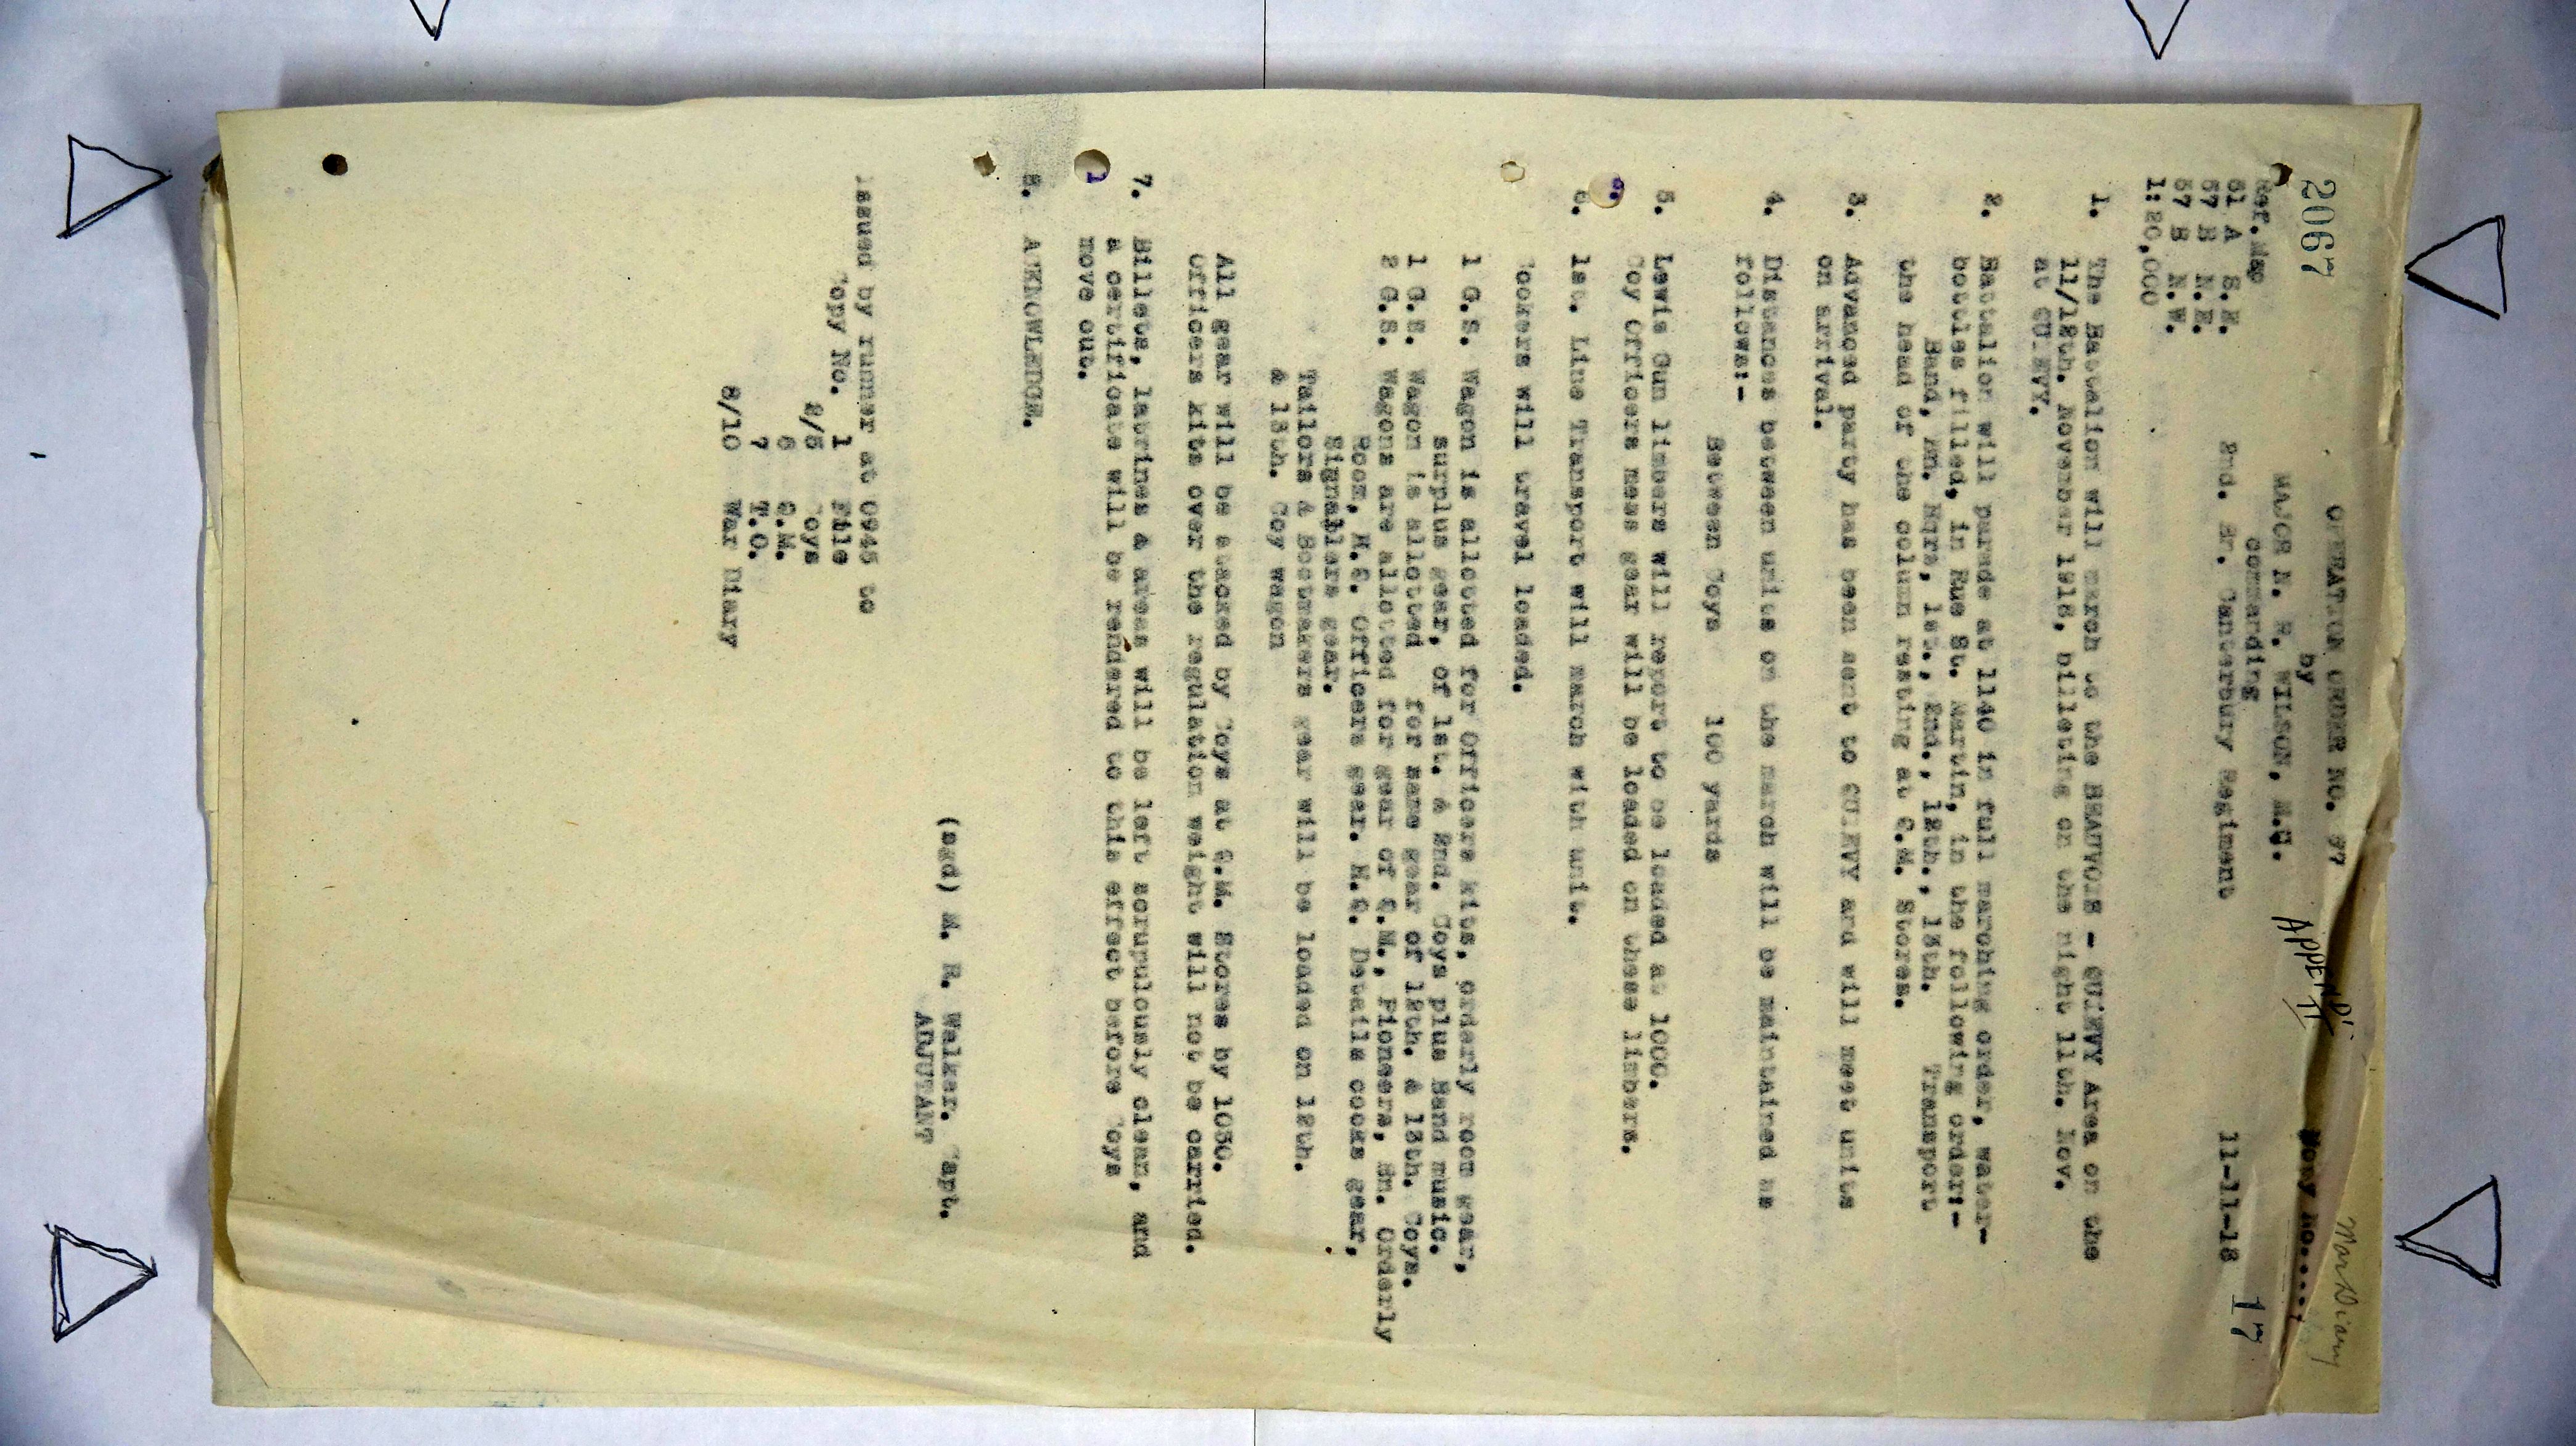 2067
War Diary
OPERATION ORDER NO. 97
Copy No......
by
MAJOR N. R. WILSON, M.C.
APPENDI
commanding
2nd. Br. Canterbury Regiment
11-11-18
17
Ref. Map
51 A S.E.
57 B N.E.
57 B N.W.
1:20,000
1. The Battalion will march to the BEAUVOIS - QUIEVY Area on the
11/12th. November 1918, billeting on the night 11th. Nov.
at QUIEVY.
2. Battalion will parade at 1140 in full marching order, water-
bottles filled, in Rue St. Martin, in the following order:-
Band, Bn. Hqrs, 1st., 2nd., 12th., 13th. Transport
the head of the column resting at Q.M. Stores.
3. Advanced party has been sent to QUIEVY and will meet units
on arrival.
4. Distances between units on the march will be maintained as
follows:-
Between Coys 100 yards
5. Lewis Gun limbers will report to be loaded at 1000.
Coy Officers mess gear will be loaded on these limbers.
6. 1st. Line Transport will march with unit.
Cookers will travel loaded.
1 G.S. Wagon is allotted for Officers kits, orderly room gear,
surplus gear, of 1st. & 2nd. Coys plus Band music.
1 G.S. Wagon is allotted for same gear of 12th. & 13th. Coys.
2 G.S. Wagons are allotted for gear of Q.M., Pioneers, Bn. Orderly
Room, H.Q. Officers gear. H.Q. Details cooks gear,
Signallers gear.
Tailors & Bootmakers gear will be loaded on 12th.
& 13th. Coy wagon
All gear will be stacked by Coys at Q.M. Stores by 1030.
Officers kits over the regulation weight will not be carried.
7. Billets, latrines & areas will be left scrupulously clean, and
a certificate will be rendered to this effect before Coys
move out.
8. ACKNOWLEDGE.
(sgd) M. R. Walker. Capt.
ADJUTANT
Issued by runner at 0945 to
Copy No. 1 File
2/5 Coys
6 Q.M.
7 T.O.
8/10 War Diary